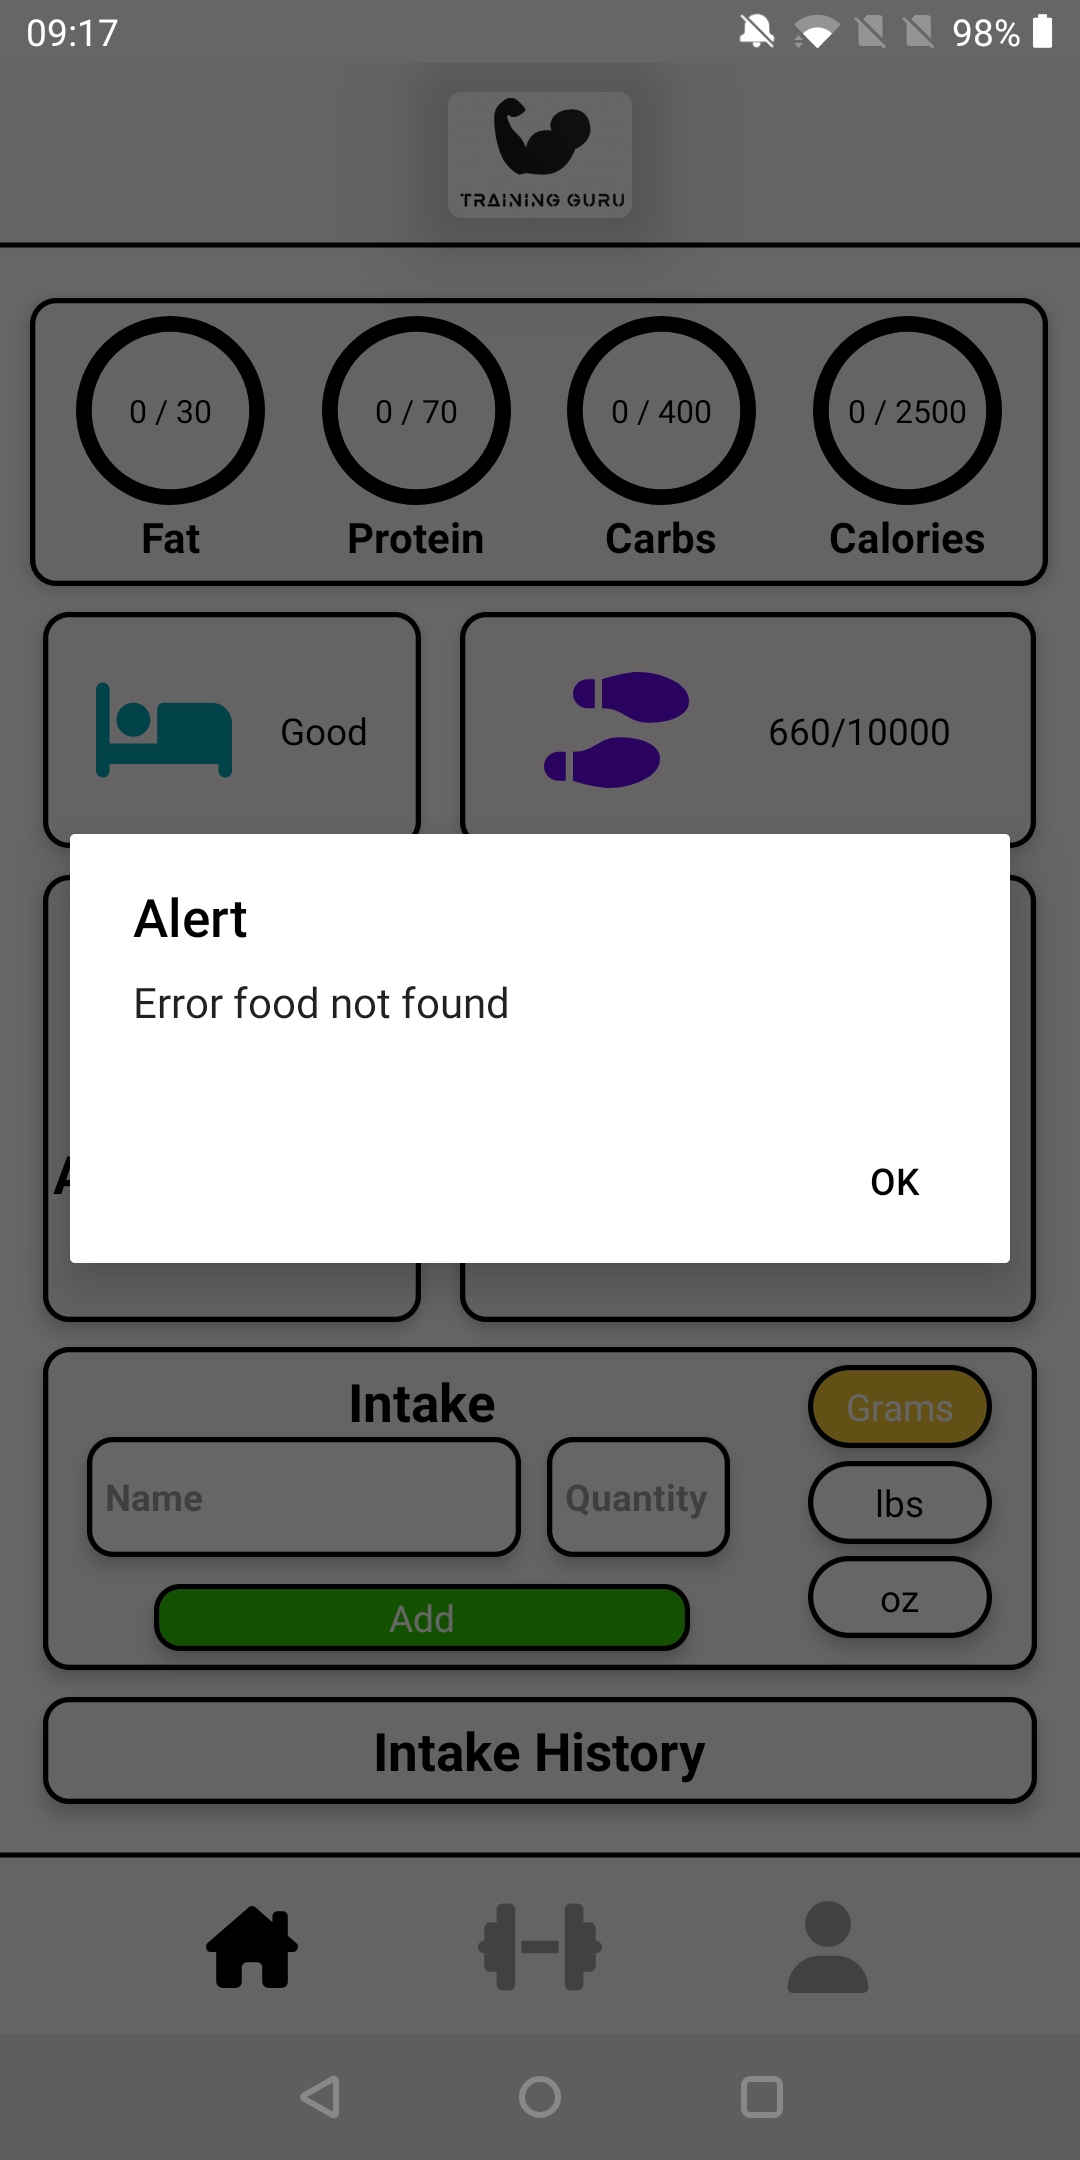 09:17
98%
TRAINING GURU
0 / 30
0 / 70
0 / 400
0 / 2500
Fat
Protein
Carbs
Calories
Good
660/10000
Alert
Error food not found
OK
Intake
Grams
Name
Quantity
lbs
oz
Add
Intake History